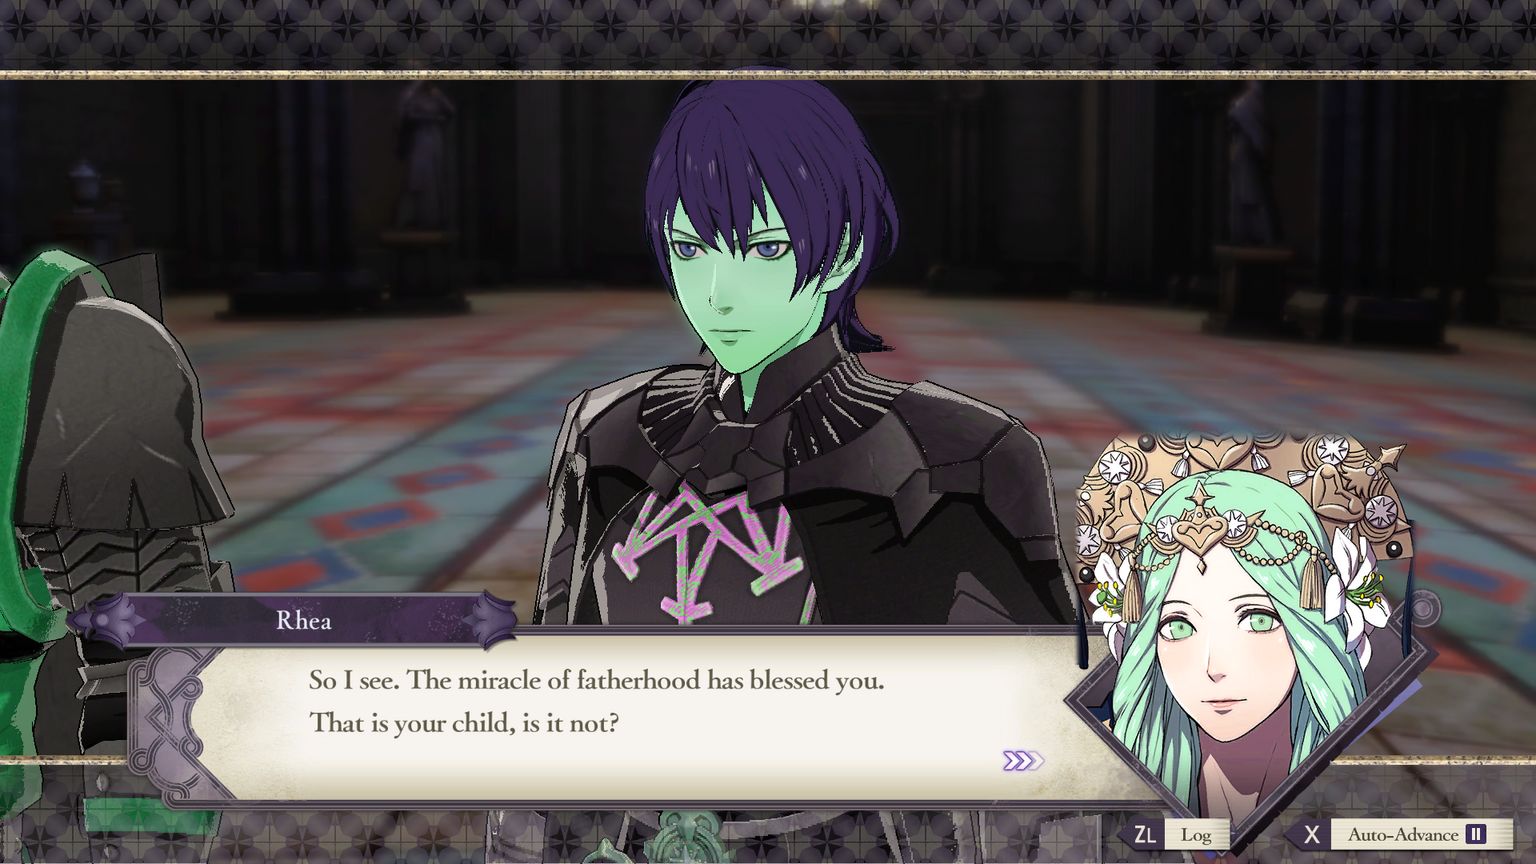 Rhea
So I see. The miracle of fatherhood has blessed you.
That is your child, is it not?
ZL Log X Auto-Advance